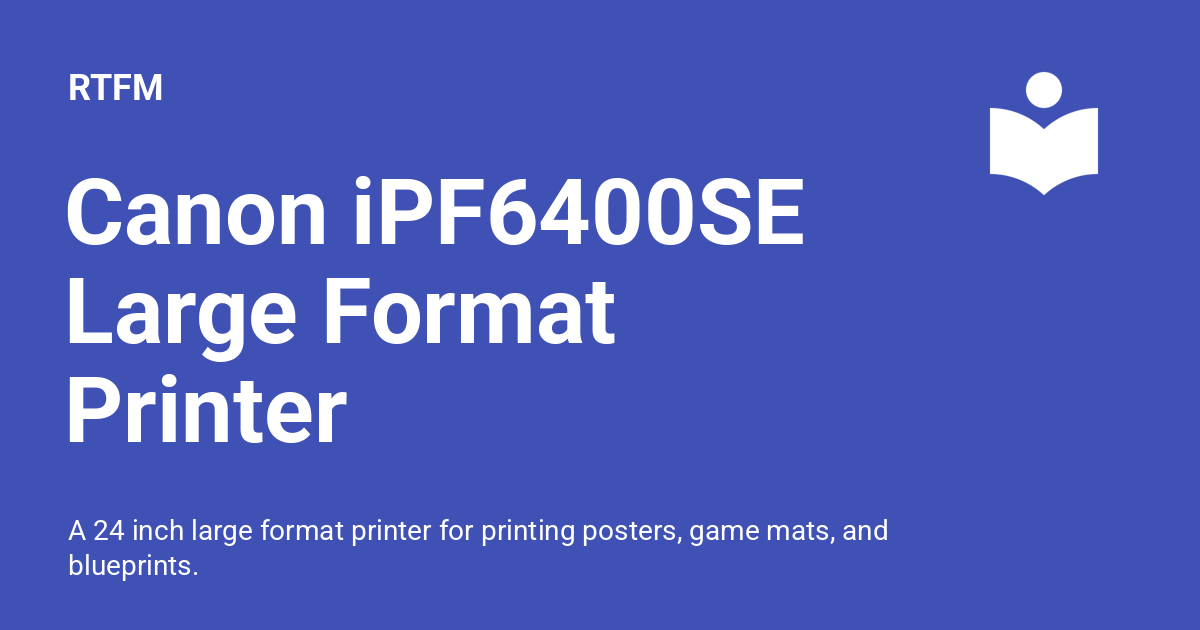 RTFM
Canon iPF6400SE
Large Format
Printer
A 24 inch large format printer for printing posters, game mats, and
blueprints.